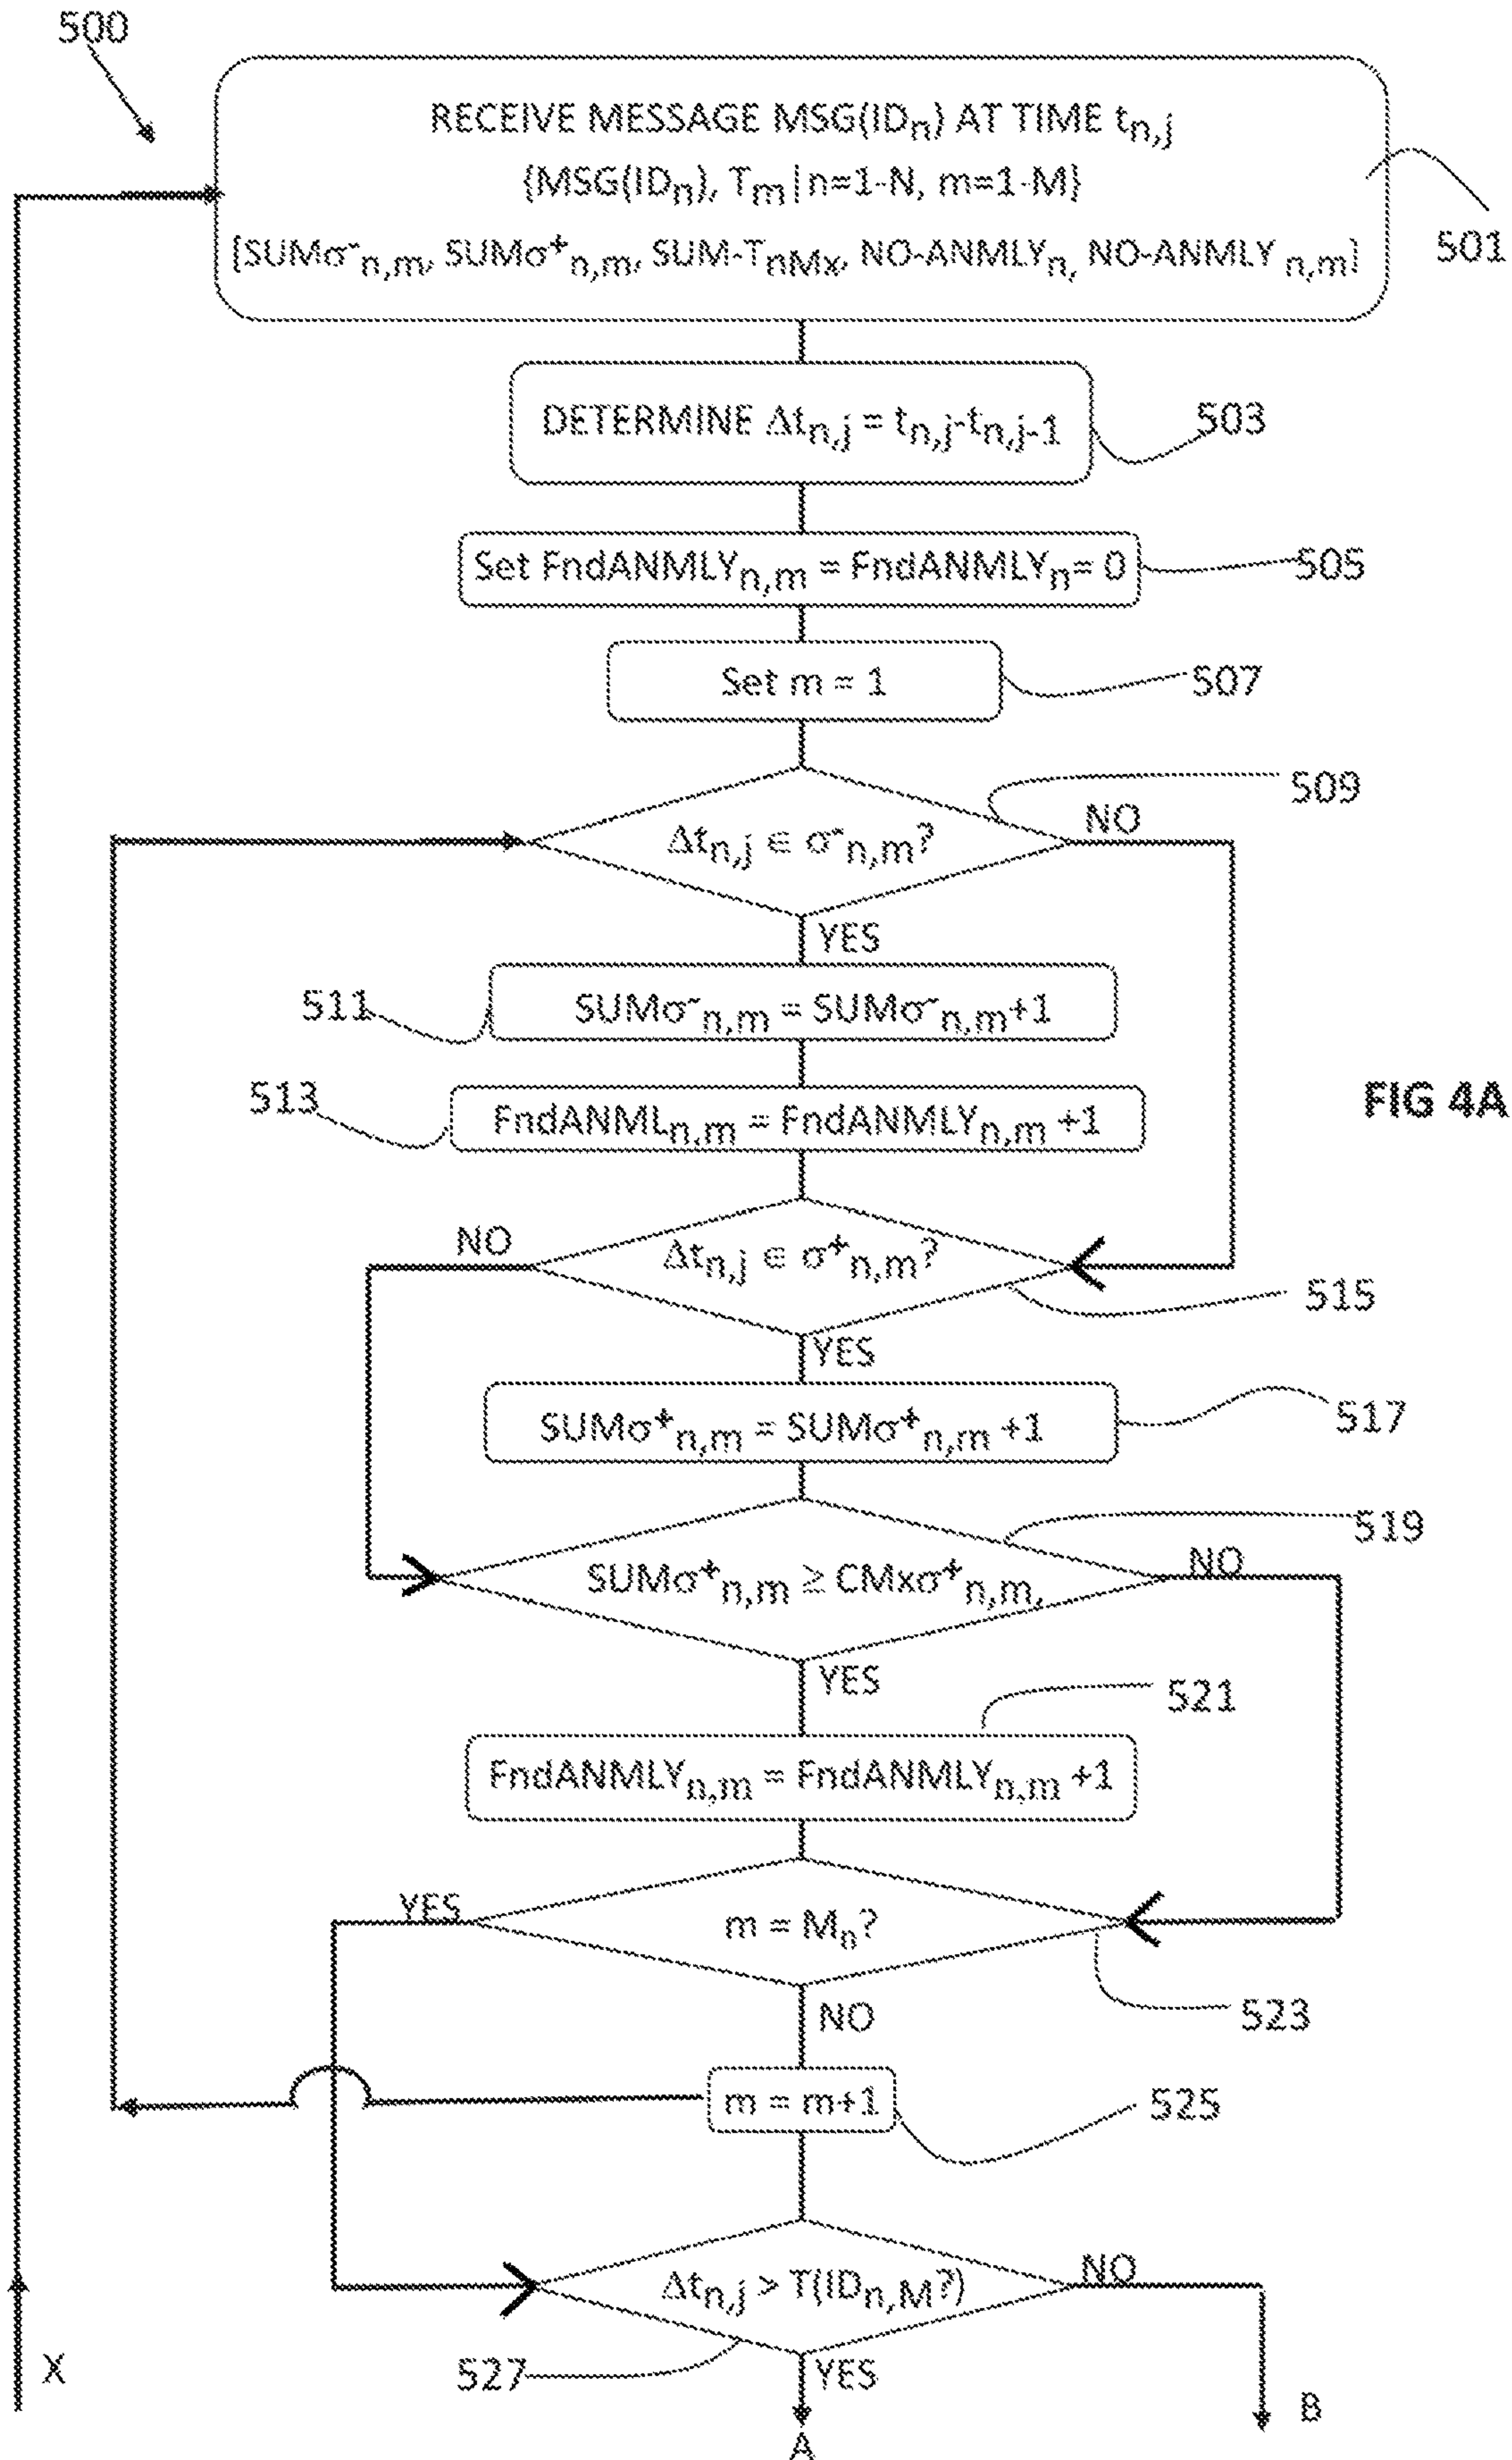 500
RECEIVE MESSAGE MSG(IDn) AT TIME tn,j
{MSG(IDn), Tm|n=1-N, m=1-M}
[SUMσ-n,m, SUMσ+n,m, SUM-TnMx, NO-ANMLYn, NO-ANMLY n,m]
501
DETERMINE Δtn,j = tn,j-tn,j-1
503
Set FndANMLYn,m = FndANMLYn= 0
505
Set m = 1
507
509
Δtn,j ∈ σ-n,m?
NO
YES
511
SUMσ-n,m = SUMσ-n,m+1
513
FndANMLn,m = FndANMLYn,m +1
FIG 4A
NO
Δtn,j ∈ σ+n,m?
515
YES
SUMσ+n,m = SUMσ+n,m +1
517
519
SUMσ+n,m ≥ CMxσ+n,m,
NO
YES
521
FndANMLYn,m = FndANMLYn,m +1
YES
m = Mn?
NO
523
m = m+1
525
Δtn,j > T(IDn,M?)
NO
527
YES
X
A
B